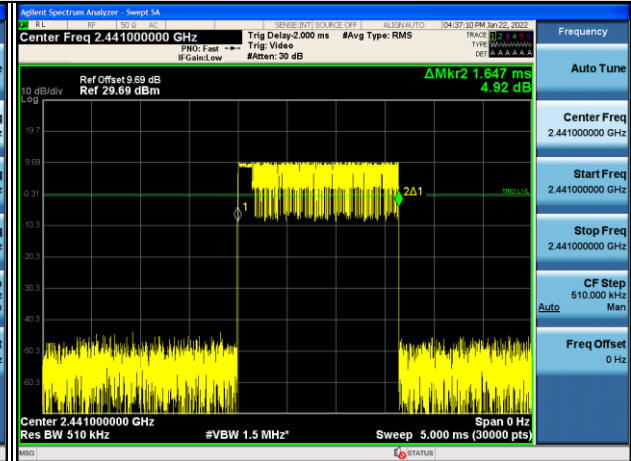 Agilent Spectrum Analyzer - Swept SA
RL RF 50 Ω AC SENSE:INT SOURCE OFF ALIGN AUTO 04:37:10 PM Jan 22, 2022
Center Freq 2.441000000 GHz
PNO: Fast
IFGain:Low
Trig Delay-2.000 ms #Avg Type: RMS
Trig: Video
#Atten: 30 dB
TRACE 1 2 3 4 5 6
TYPE WWWWWW
DET A A A A A A
ΔMkr2 1.647 ms
4.92 dB
Ref Offset 9.69 dB
10 dB/div Ref 29.69 dBm
Log
19.7
9.69
-0.31
-10.3
-20.3
-30.3
-40.3
-50.3
-60.3
1
2Δ1
TRIG LVL
Center 2.441000000 GHz Span 0 Hz
Res BW 510 kHz #VBW 1.5 MHz* Sweep 5.000 ms (30000 pts)
MSG STATUS
Frequency
Auto Tune
Center Freq
2.441000000 GHz
Start Freq
2.441000000 GHz
Stop Freq
2.441000000 GHz
CF Step
510.000 kHz
Auto Man
Freq Offset
0 Hz